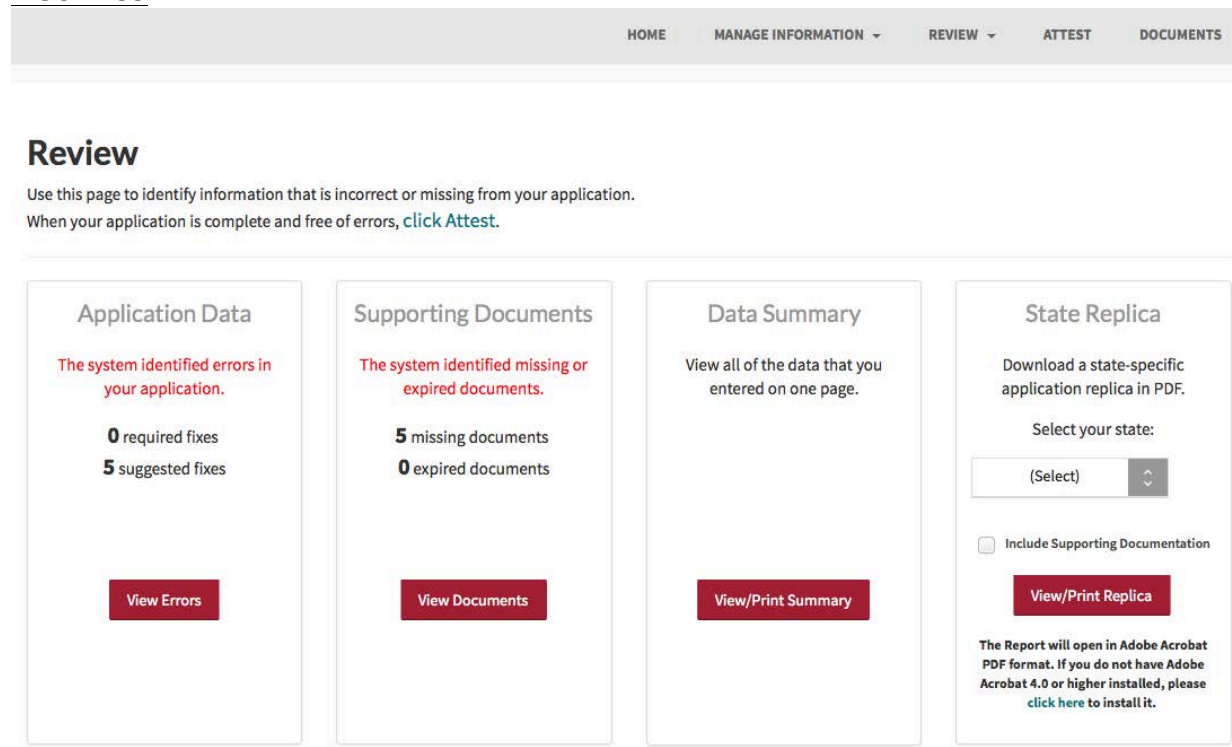 HOME MANAGE INFORMATION REVIEW ATTEST DOCUMENTS
Review
Use this page to identify information that is incorrect or missing from your application.
When your application is complete and free of errors, click Attest.
Application Data
The system identified errors in
your application.
0 required fixes
5 suggested fixes
View Errors
Supporting Documents
The system identified missing or
expired documents.
5 missing documents
0 expired documents
View Documents
Data Summary
View all of the data that you
entered on one page.
View/Print Summary
State Replica
Download a state-specific
application replica in PDF.
Select your state:
(Select)
Include Supporting Documentation
View/Print Replica
The Report will open in Adobe Acrobat
PDF format. If you do not have Adobe
Acrobat 4.0 or higher installed, please
click here to install it.